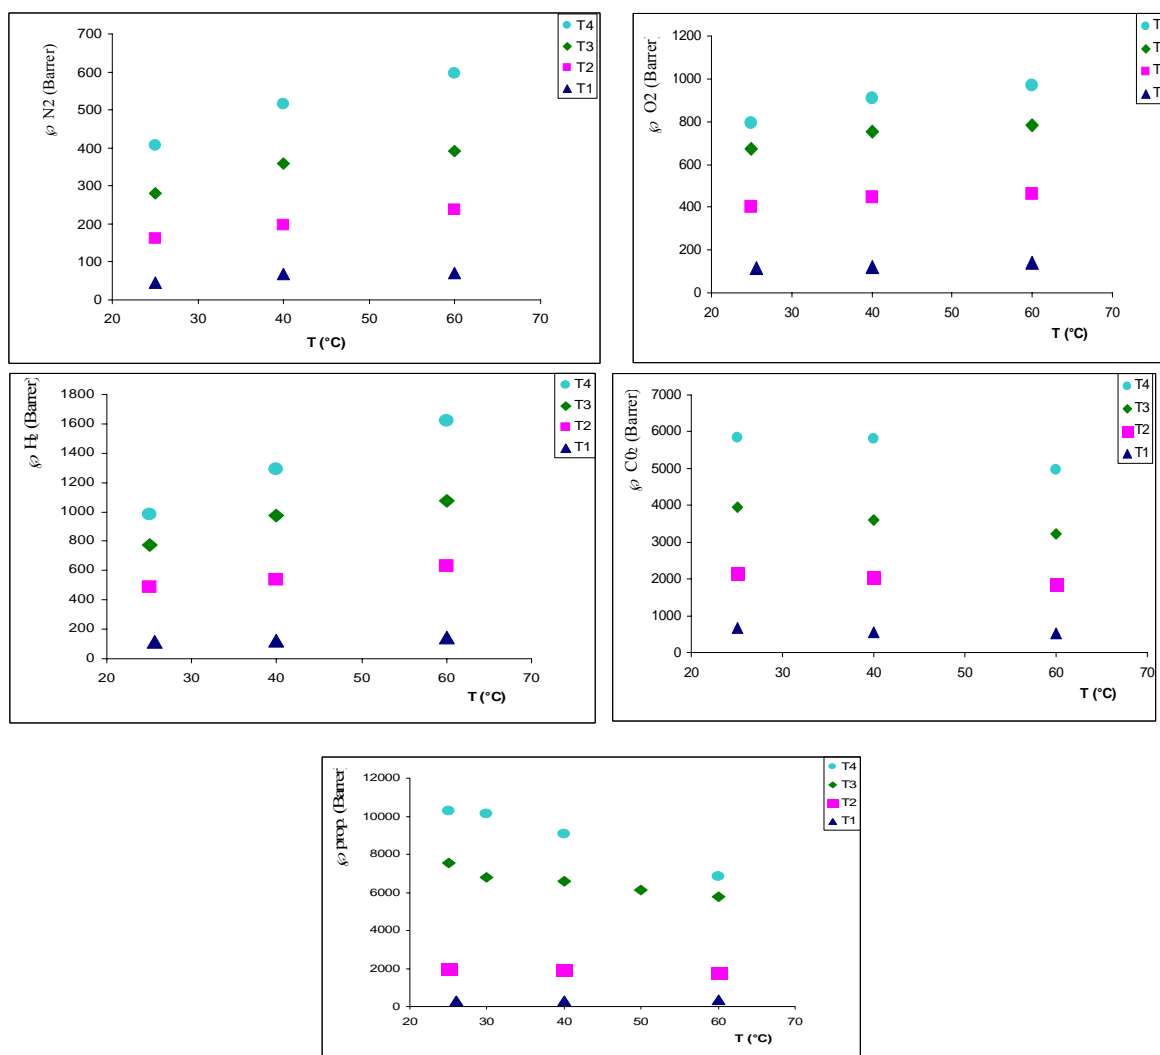 700
600
500
400
300
200
100
0
20 30 40 50 60 70
T (°C)
℘ N2 (Barrer)
T4
T3
T2
T1
1200
1000
800
600
400
200
0
20 30 40 50 60 70
T (°C)
℘ O2 (Barrer)
T
T
T
T
1800
1600
1400
1200
1000
800
600
400
200
0
20 30 40 50 60 70
T (°C)
℘ H₂ (Barrer)
T4
T3
T2
T1
7000
6000
5000
4000
3000
2000
1000
0
20 30 40 50 60 70
T (°C)
℘ C0₂ (Barrer)
T4
T3
T2
T1
12000
10000
8000
6000
4000
2000
0
20 30 40 50 60 70
T (°C)
℘ prop. (Barrer)
T4
T3
T2
T1